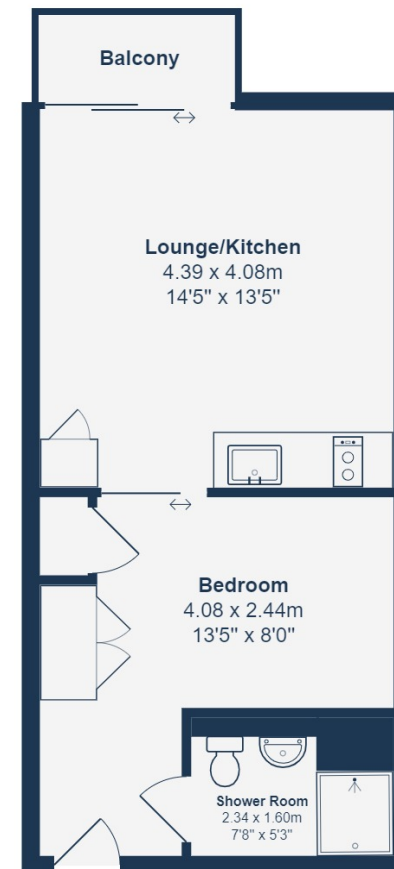 Balcony
Lounge/Kitchen
4.39 x 4.08m
14'5" x 13'5"
Bedroom
4.08 x 2.44m
13'5" x 8'0"
Shower Room
2.34 x 1.60m
7'8" x 5'3"